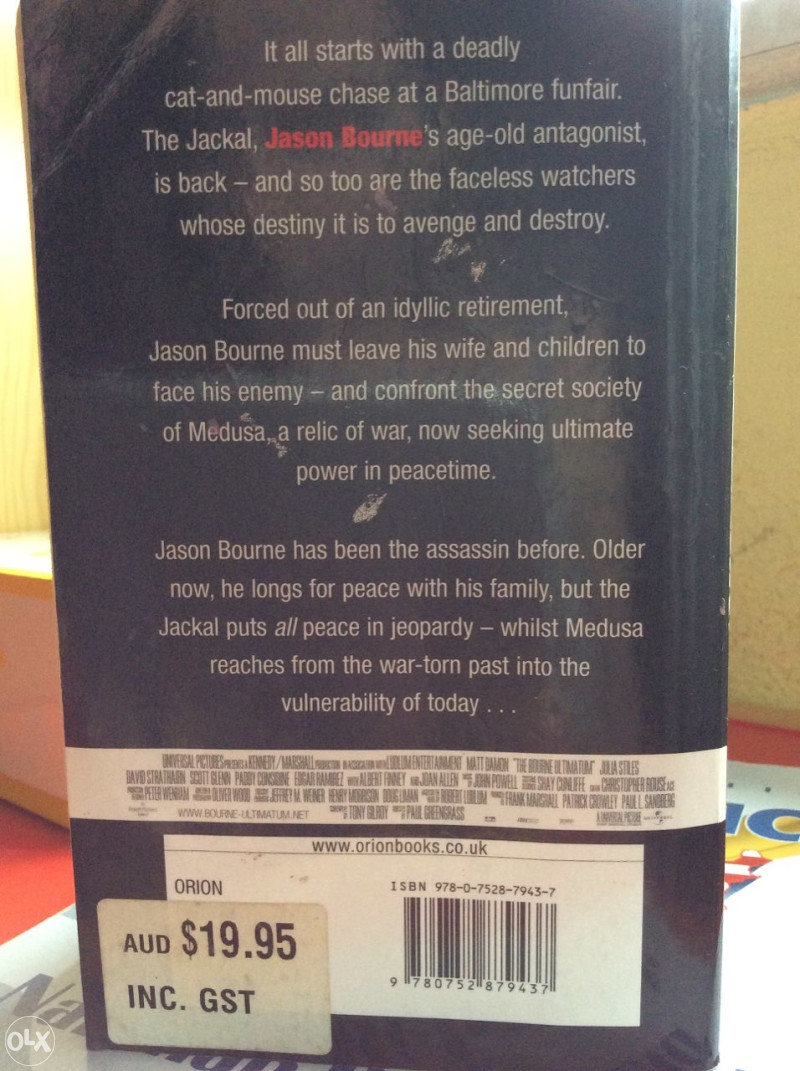 It all starts with a deadly
cat-and-mouse chase at a Baltimore funfair.
The Jackal, Jason Bourne's age-old antagonist,
is back – and so too are the faceless watchers
whose destiny it is to avenge and destroy.
Forced out of an idyllic retirement,
Jason Bourne must leave his wife and children to
face his enemy – and confront the secret society
of Medusa, a relic of war, now seeking ultimate
power in peacetime.
Jason Bourne has been the assassin before. Older
now, he longs for peace with his family, but the
Jackal puts all peace in jeopardy – whilst Medusa
reaches from the war-torn past into the
vulnerability of today . . .
UNIVERSAL PICTURES PRESENTS A KENNEDY/MARSHALL PRODUCTION IN ASSOCIATION WITH LUDLUM ENTERTAINMENT MATT DAMON "THE BOURNE ULTIMATUM" JULIA STILES
DAVID STRATHAIRN SCOTT GLENN PADDY CONSIDINE EDGAR RAMIREZ WITH ALBERT FINNEY AND JOAN ALLEN JOHN POWELL SHAY CUNLIFFE CHRISTOPHER ROUSE
PETER WENHAM OLIVER WOOD JEFFREY M. WEINER HENRY MORRISON DOUG LIMAN ROBERT LUDLUM FRANK MARSHALL PATRICK CROWLEY PAUL L. SANDBERG
WWW.BOURNE-ULTIMATUM.NET TONY GILROY PAUL GREENGRASS A UNIVERSAL PICTURE
www.orionbooks.co.uk
ORION
ISBN 978-0-7528-7943-7
9 780752 879437
AUD $19.95
INC. GST
OLX